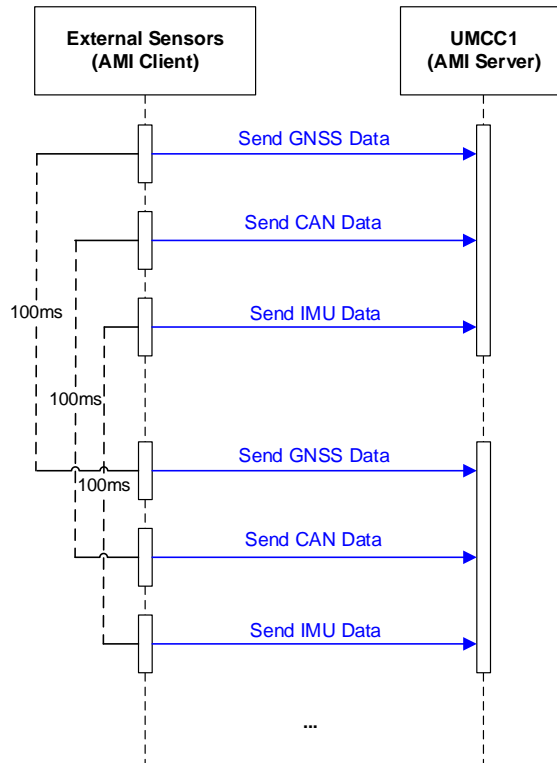 External Sensors
(AMI Client)
UMCC1
(AMI Server)
Send GNSS Data
Send CAN Data
100ms
Send IMU Data
100ms
Send GNSS Data
100ms
Send CAN Data
Send IMU Data
...